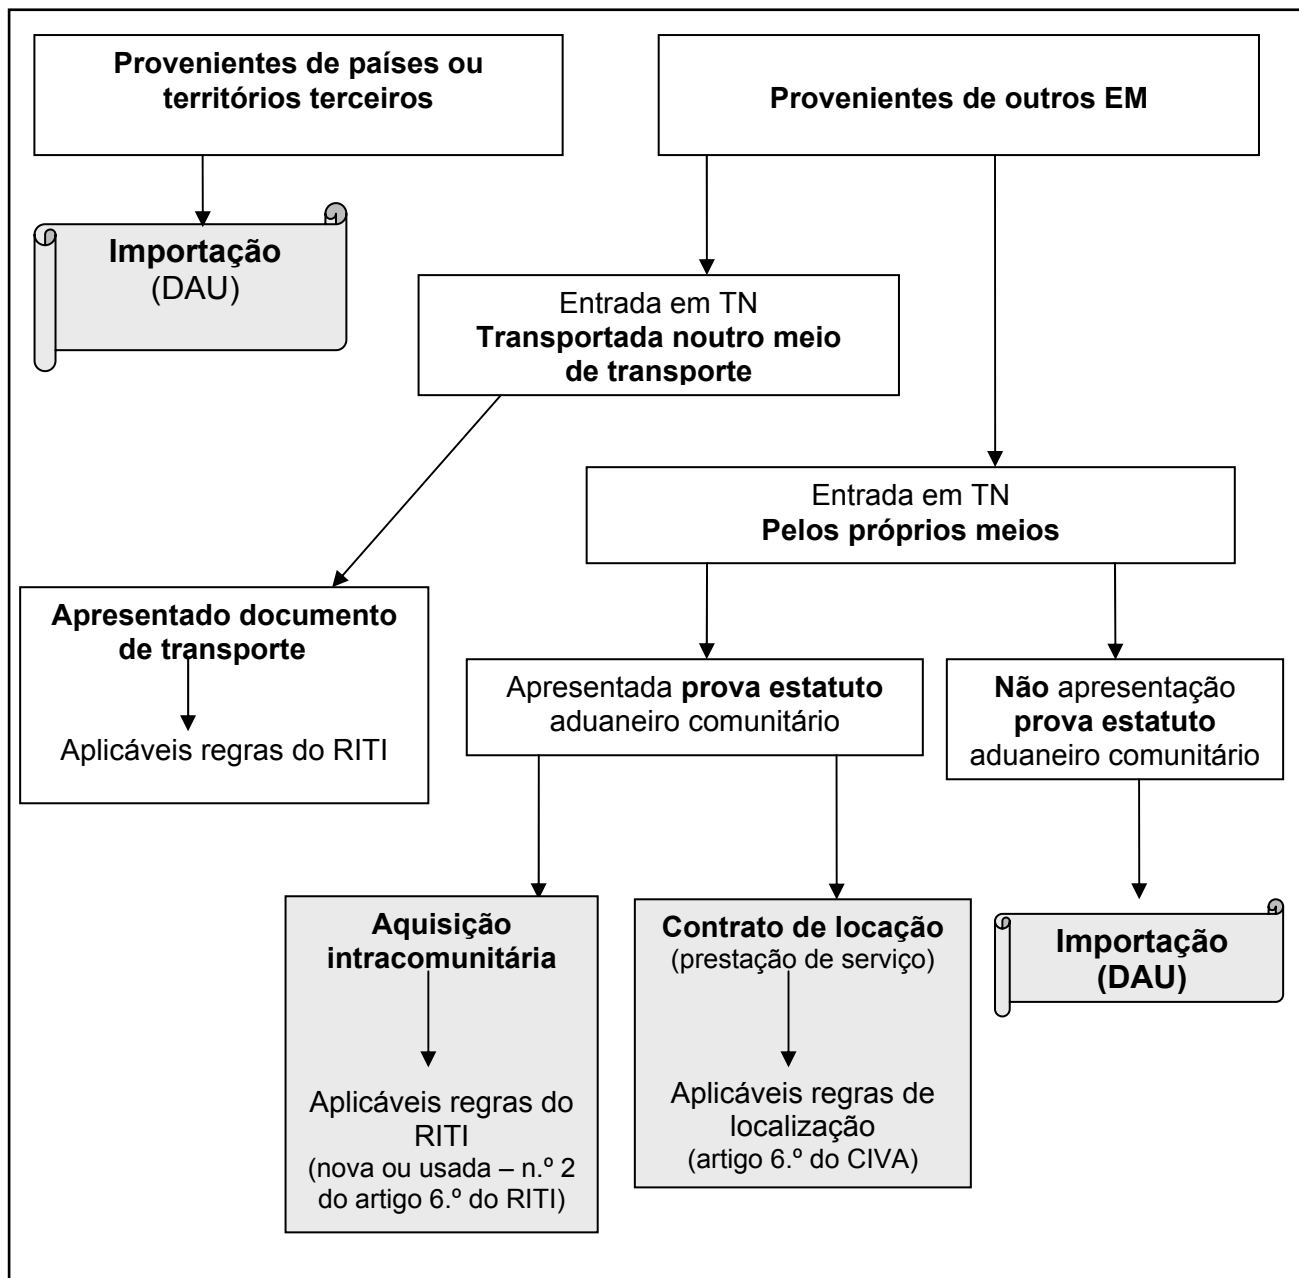 Provenientes de países ou
territórios terceiros
Provenientes de outros EM
Importação
(DAU)
Entrada em TN
Transportada noutro meio
de transporte
Entrada em TN
Pelos próprios meios
Apresentado documento
de transporte
Aplicáveis regras do RITI
Apresentada prova estatuto
aduaneiro comunitário
Não apresentação
prova estatuto
aduaneiro comunitário
Aquisição
intracomunitária
Aplicáveis regras do
RITI
(nova ou usada – n.º 2
do artigo 6.º do RITI)
Contrato de locação
(prestação de serviço)
Aplicáveis regras de
localização
(artigo 6.º do CIVA)
Importação
(DAU)